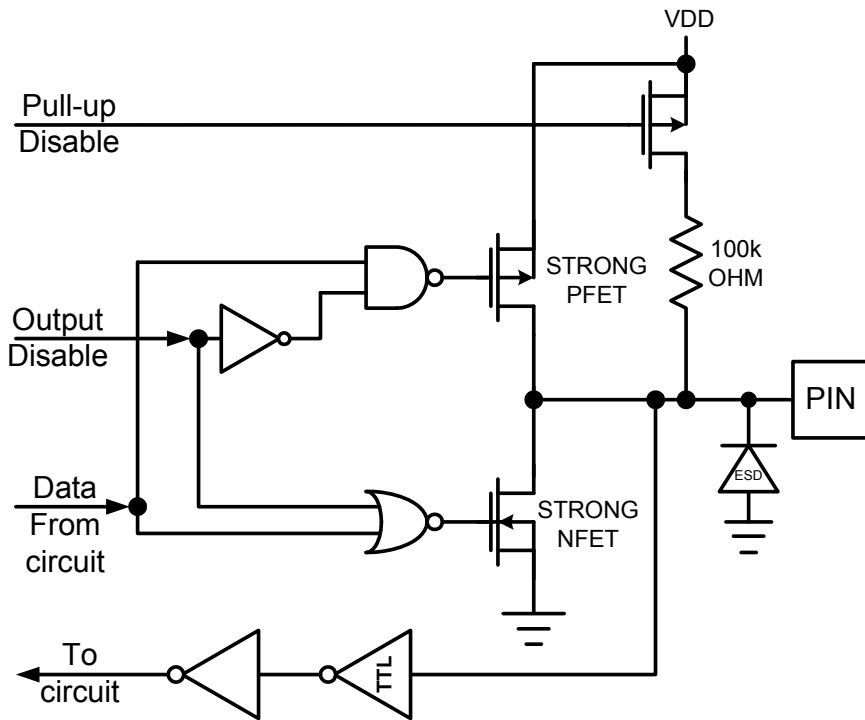 VDD
Pull-up
Disable
100k
OHM
STRONG
PFET
Output
Disable
PIN
ESD
Data
From
circuit
STRONG
NFET
To
circuit
TTL